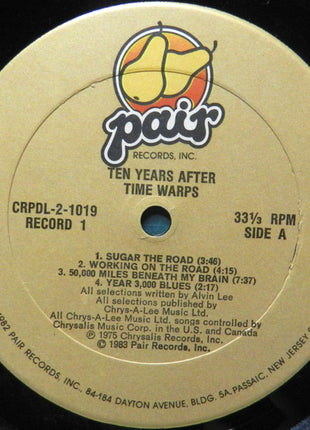 pair
RECORDS, INC.
TEN YEARS AFTER
TIME WARPS
CRPDL-2-1019
RECORD 1
33⅓ RPM
SIDE A
1. SUGAR THE ROAD (3:46)
2. WORKING ON THE ROAD (4:15)
3. 50,000 MILES BENEATH MY BRAIN (7:37)
4. YEAR 3,000 BLUES (2:17)
All selections written by Alvin Lee
All selections published by
Chrys-A-Lee Music Ltd.
All Chrys-A-Lee Music Ltd. songs controlled by
Chrysalis Music Corp. in the U.S. and Canada
℗ 1975 Chrysalis Records, Inc.
© 1983 Pair Records, Inc.
1982 PAIR RECORDS, INC., 84-184 DAYTON AVENUE, BLDG. 5A, PASSAIC, NEW JERSEY